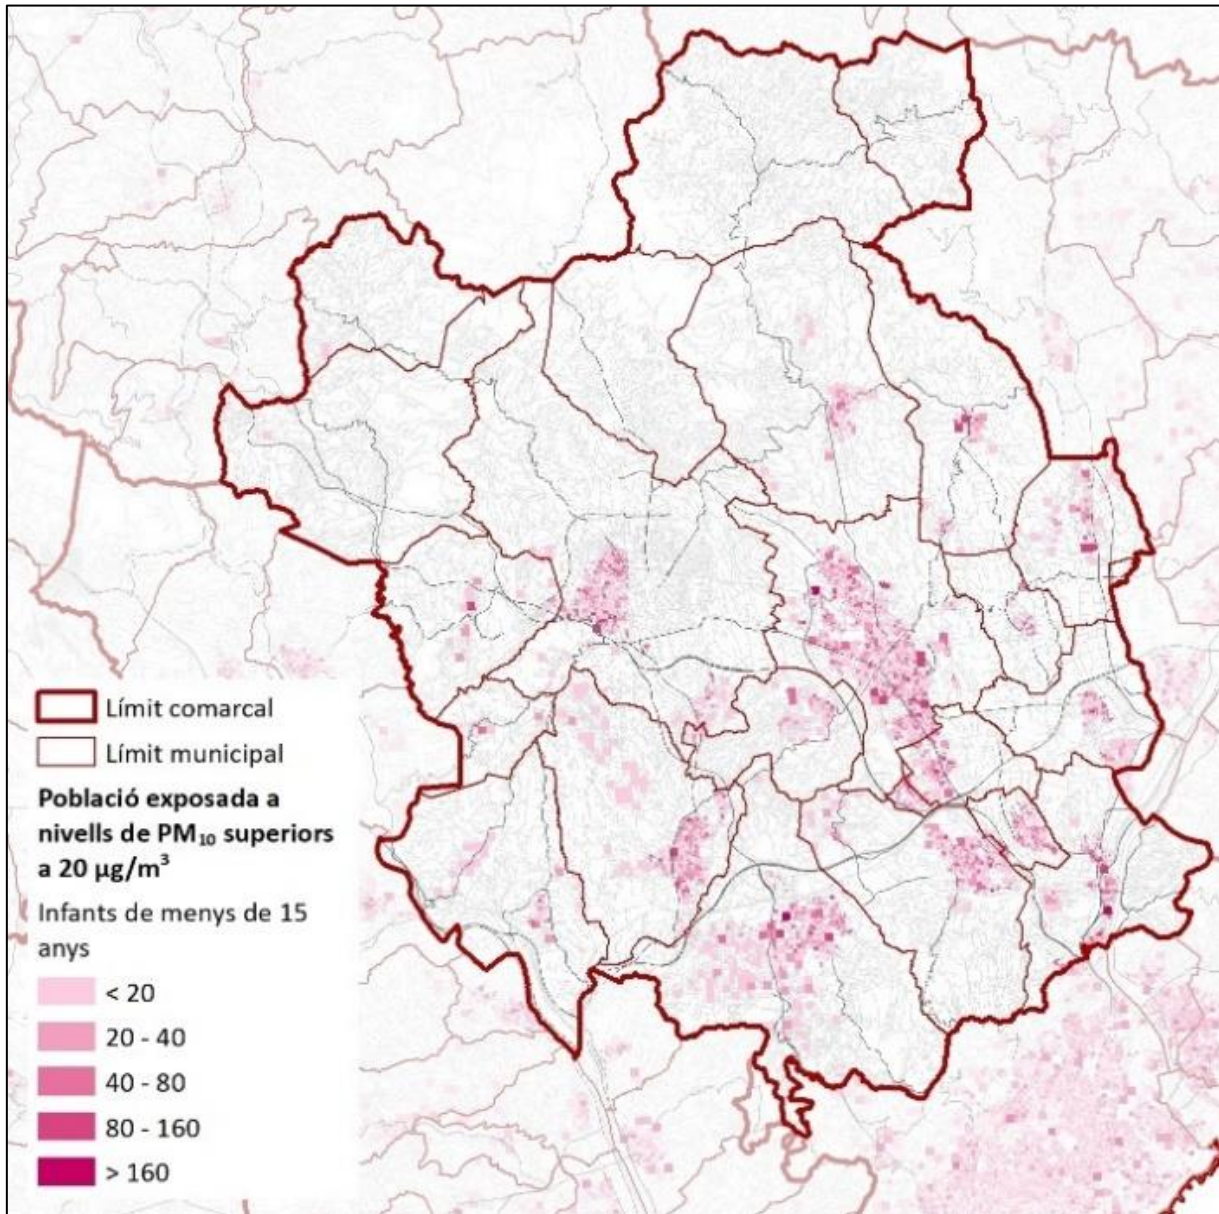 Límit comarcal
Límit municipal
Població exposada a
nivells de PM₁₀ superiors
a 20 µg/m³
Infants de menys de 15
anys
< 20
20 - 40
40 - 80
80 - 160
> 160